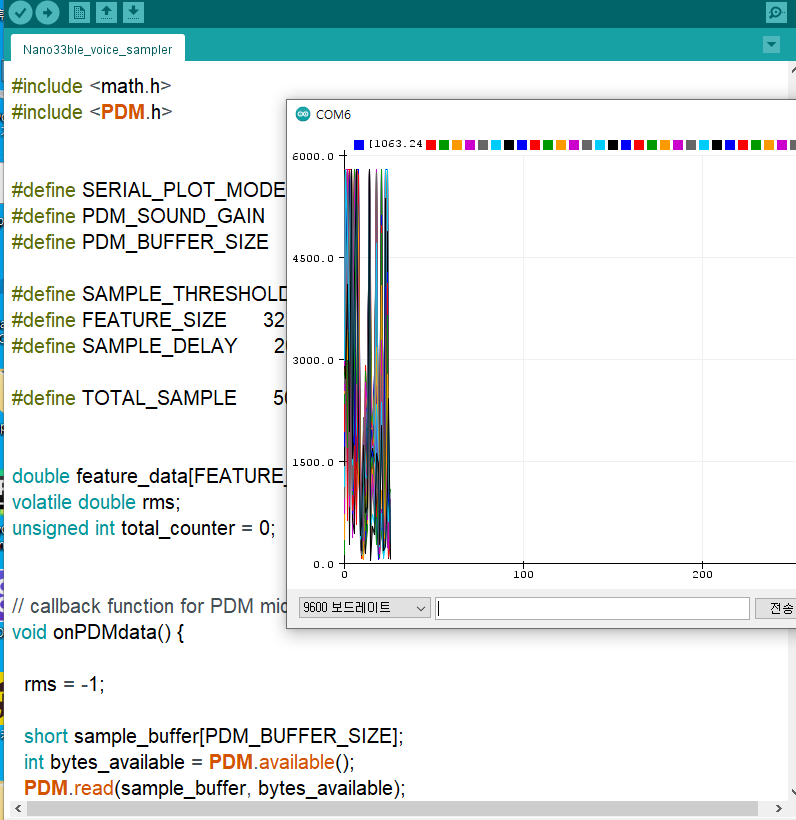 Nano33ble_voice_sampler
#include <math.h>
#include <PDM.h>
#define SERIAL_PLOT_MODE
#define PDM_SOUND_GAIN
#define PDM_BUFFER_SIZE
#define SAMPLE_THRESHOLD
#define FEATURE_SIZE 32
#define SAMPLE_DELAY 20
#define TOTAL_SAMPLE 50
double feature_data[FEATURE_
volatile double rms;
unsigned int total_counter = 0;
// callback function for PDM mic
void onPDMdata() {
rms = -1;
short sample_buffer[PDM_BUFFER_SIZE];
int bytes_available = PDM.available();
PDM.read(sample_buffer, bytes_available);
COM6
[1063.24
6000.0
4500.0
3000.0
1500.0
0.0
0 100 200
9600 보드레이트
전송